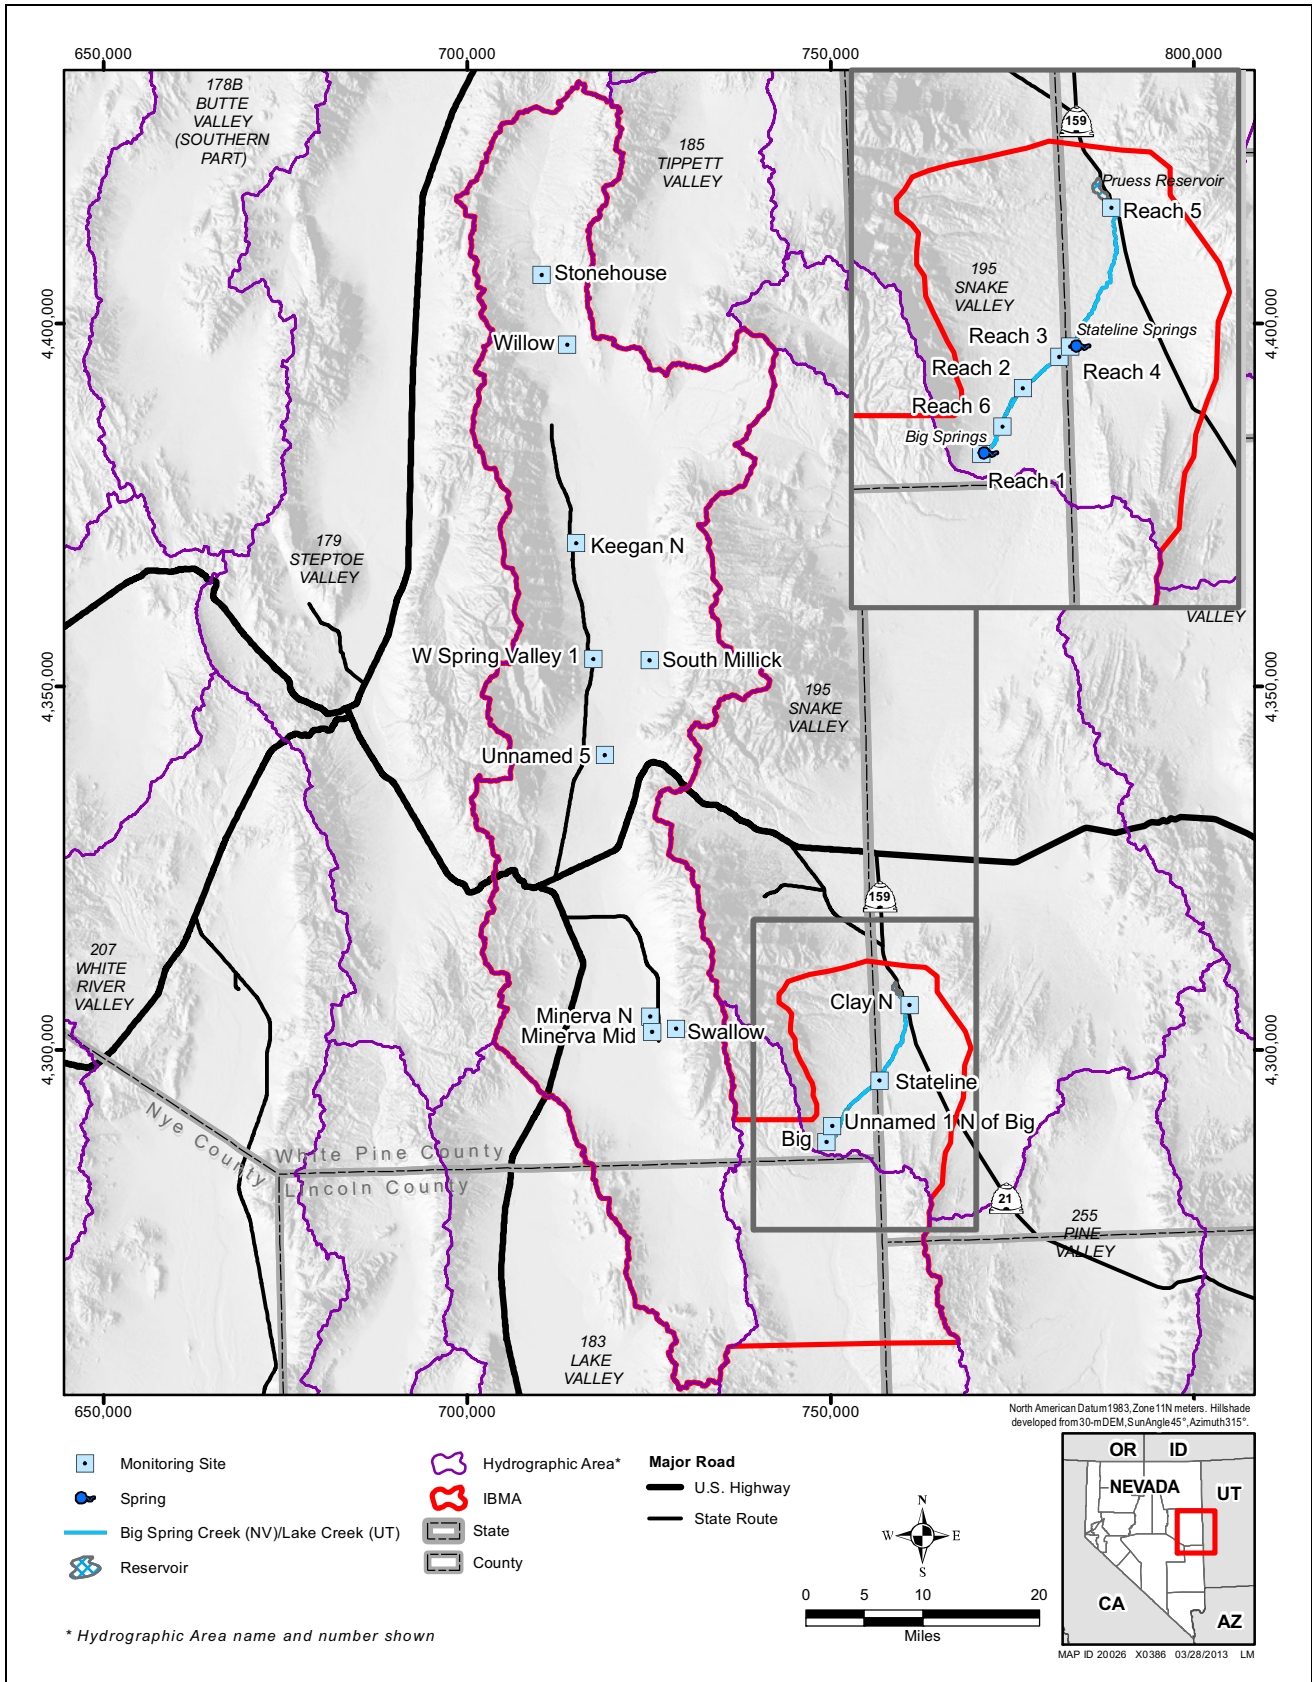 650,000
700,000
750,000
800,000
178B
BUTTE
VALLEY
(SOUTHERN
PART)
185
TIPPETT
VALLEY
159
Pruess Reservoir
Reach 5
195
SNAKE
VALLEY
Stateline Springs
Reach 3
Reach 4
Reach 2
Reach 6
Big Springs
Reach 1
VALLEY
Stonehouse
Willow
4,400,000
4,400,000
179
STEPTOE
VALLEY
Keegan N
W Spring Valley 1
South Millick
4,350,000
4,350,000
195
SNAKE
VALLEY
Unnamed 5
159
207
WHITE
RIVER
VALLEY
Clay N
Minerva N
Minerva Mid
Swallow
4,300,000
4,300,000
Stateline
Unnamed 1 N of Big
Big
Nye County
White Pine County
Lincoln County
21
255
PINE
VALLEY
183
LAKE
VALLEY
650,000
700,000
750,000
North American Datum 1983, Zone 11N meters. Hillshade
developed from 30-m DEM, Sun Angle 45°, Azimuth 315°.
Monitoring Site
Spring
Big Spring Creek (NV)/Lake Creek (UT)
Reservoir
Hydrographic Area*
IBMA
State
County
Major Road
U.S. Highway
State Route
N
W
E
S
0
5
10
20
Miles
OR
ID
NEVADA
UT
CA
AZ
* Hydrographic Area name and number shown
MAP ID 20026 X0386 03/28/2013 LM